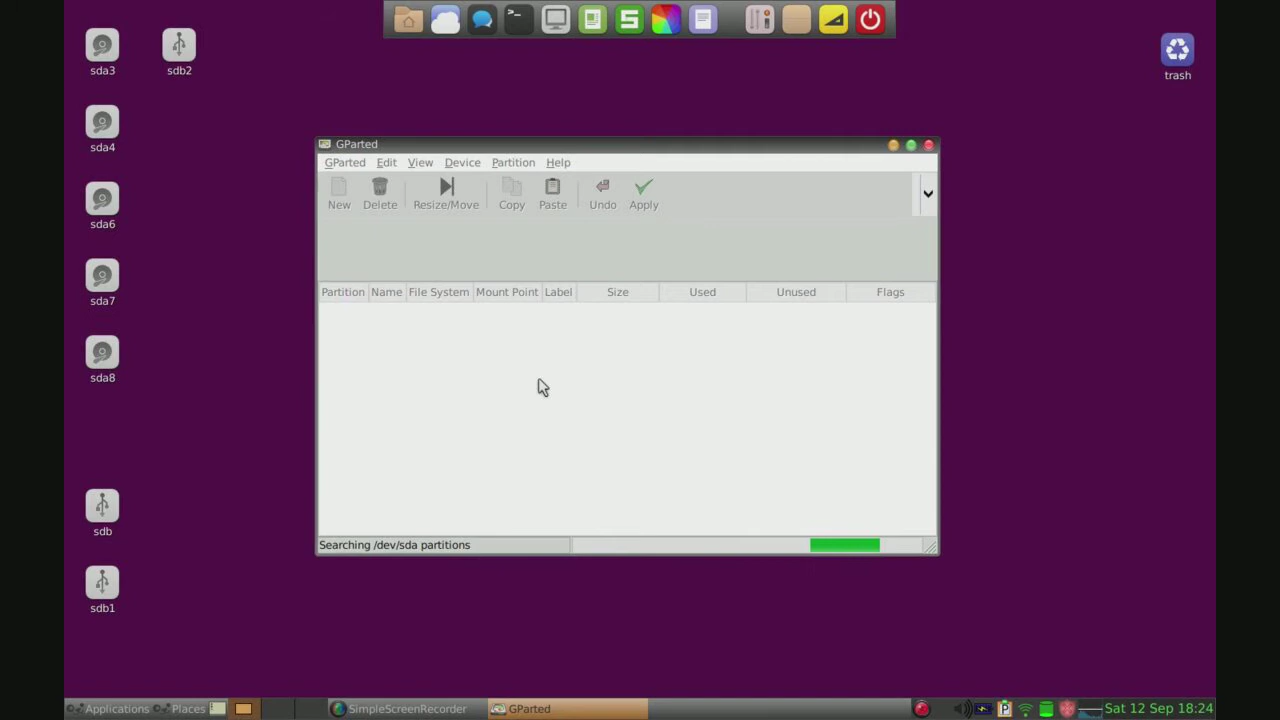 sda3
sdb2
trash
sda4
sda6
sda7
sda8
sdb
sdb1
GParted
GParted Edit View Device Partition Help
New Delete Resize/Move Copy Paste Undo Apply
Partition Name File System Mount Point Label Size Used Unused Flags
Searching /dev/sda partitions
Applications Places SimpleScreenRecorder GParted Sat 12 Sep 18:24